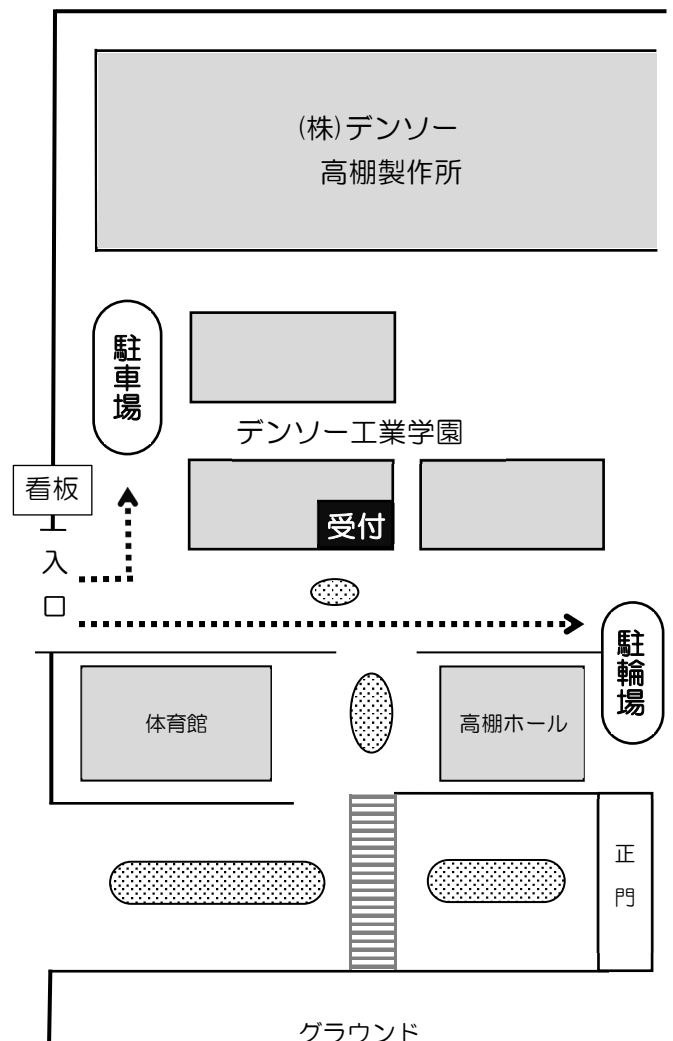 (株)デンソー
高棚製作所
駐車場
デンソー工業学園
看板
受付
入口
駐輪場
体育館
高棚ホール
正門
グラウンド